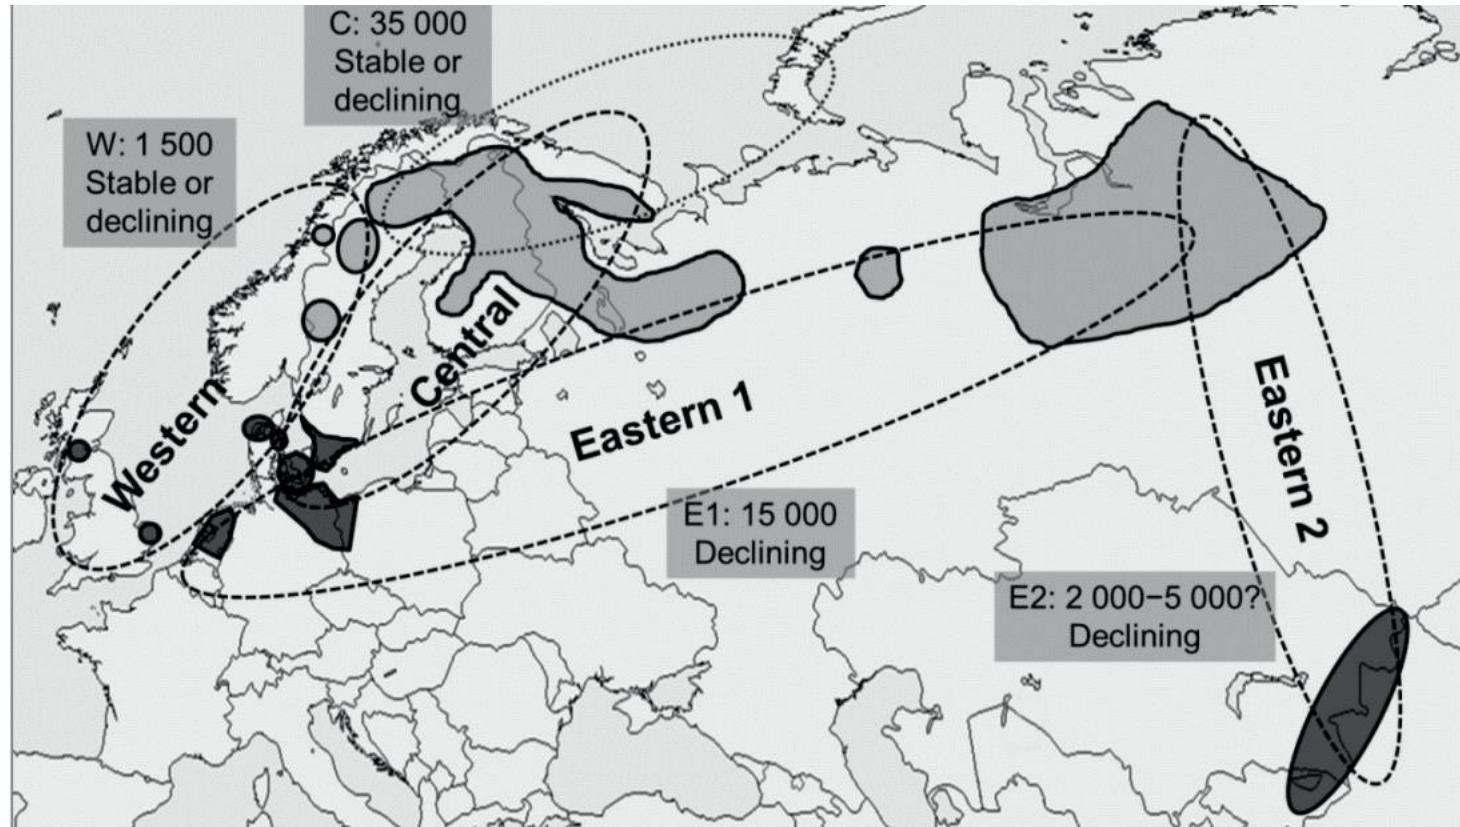 C: 35 000
Stable or
declining
W: 1 500
Stable or
declining
Western
Central
Eastern 1
Eastern 2
E1: 15 000
Declining
E2: 2 000−5 000?
Declining